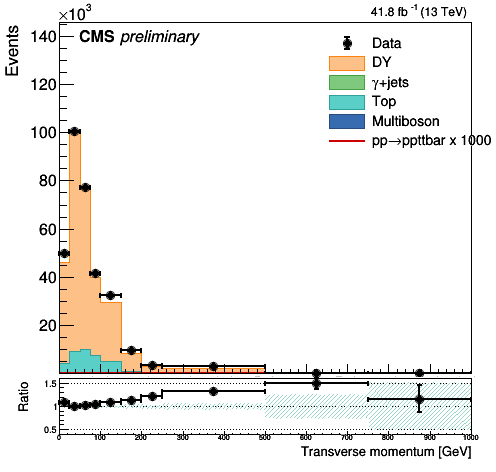 ×10³
41.8 fb⁻¹ (13 TeV)
CMS preliminary
Events
140
120
100
80
60
40
20
Data
DY
γ+jets
Top
Multiboson
pp→ppttbar x 1000
Ratio
1.5
1
0.5
0 100 200 300 400 500 600 700 800 900 1000
Transverse momentum [GeV]